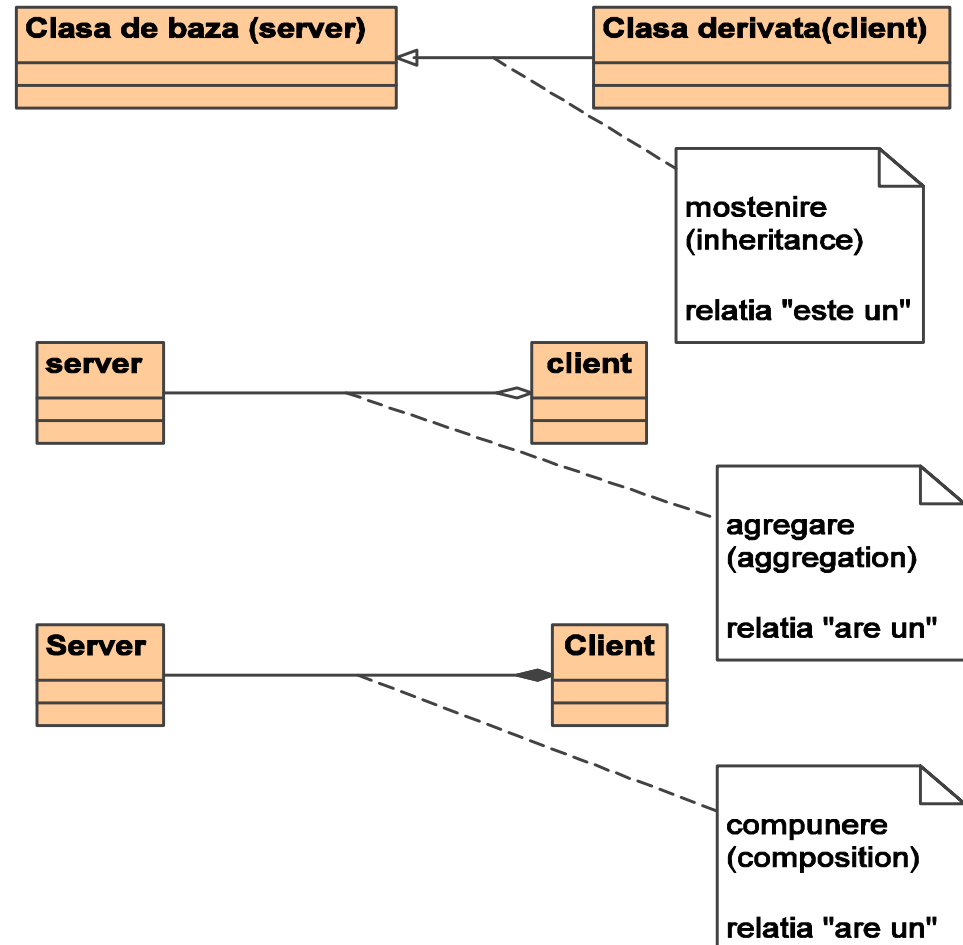 Clasa de baza (server)
Clasa derivata(client)
mostenire
(inheritance)
relatia "este un"
server
client
agregare
(aggregation)
relatia "are un"
Server
Client
compunere
(composition)
relatia "are un"